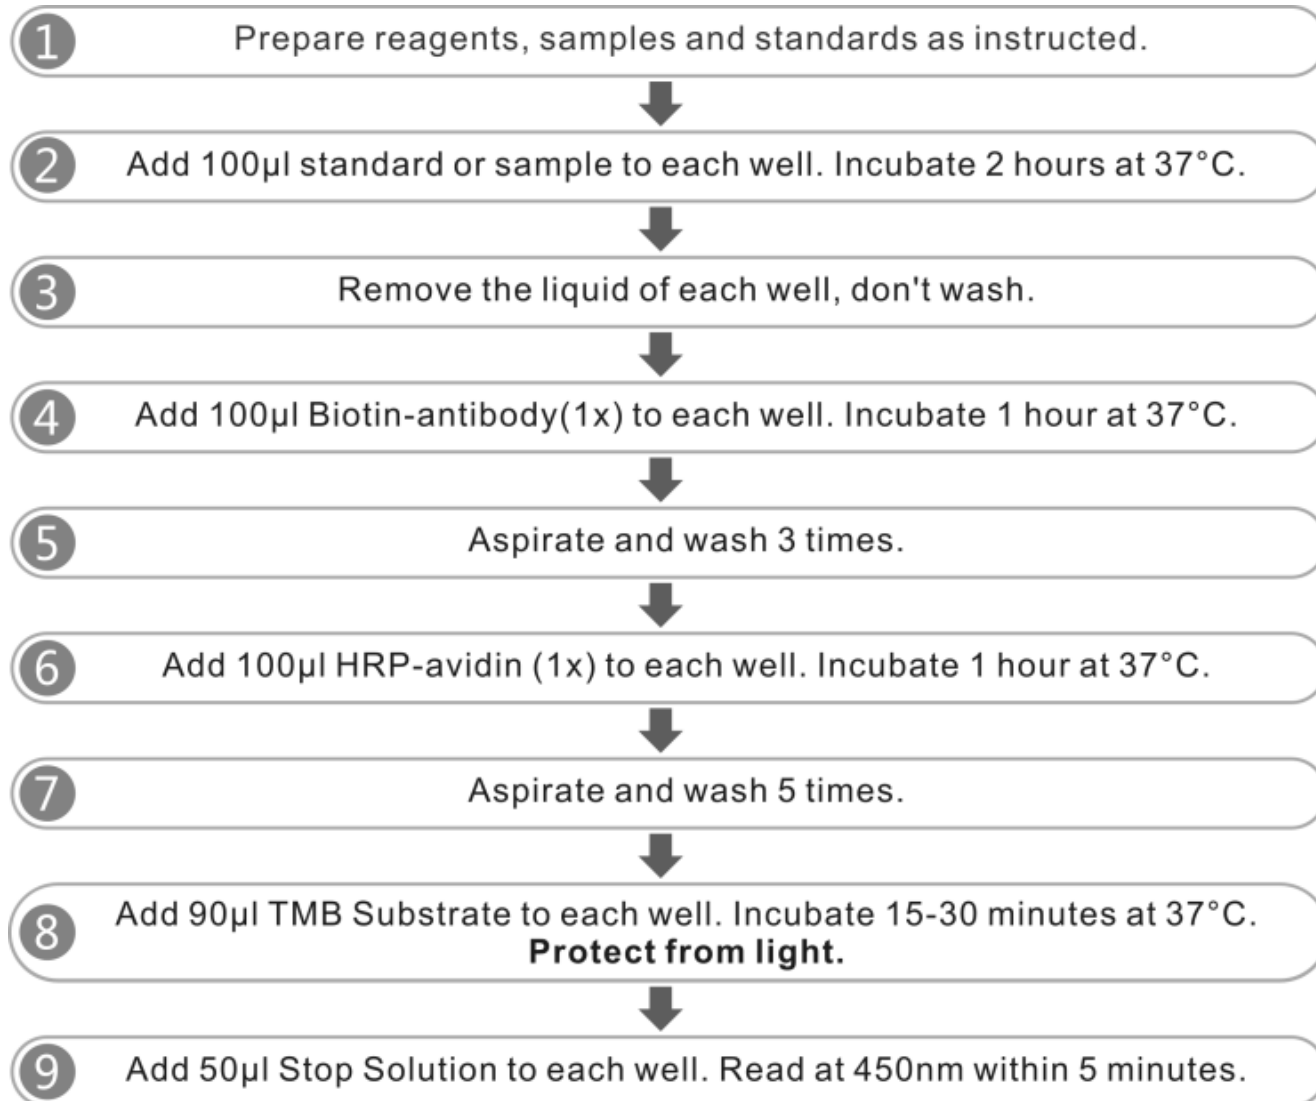 1 Prepare reagents, samples and standards as instructed.
2 Add 100µl standard or sample to each well. Incubate 2 hours at 37°C.
3 Remove the liquid of each well, don't wash.
4 Add 100µl Biotin-antibody(1x) to each well. Incubate 1 hour at 37°C.
5 Aspirate and wash 3 times.
6 Add 100µl HRP-avidin (1x) to each well. Incubate 1 hour at 37°C.
7 Aspirate and wash 5 times.
8 Add 90µl TMB Substrate to each well. Incubate 15-30 minutes at 37°C.
Protect from light.
9 Add 50µl Stop Solution to each well. Read at 450nm within 5 minutes.